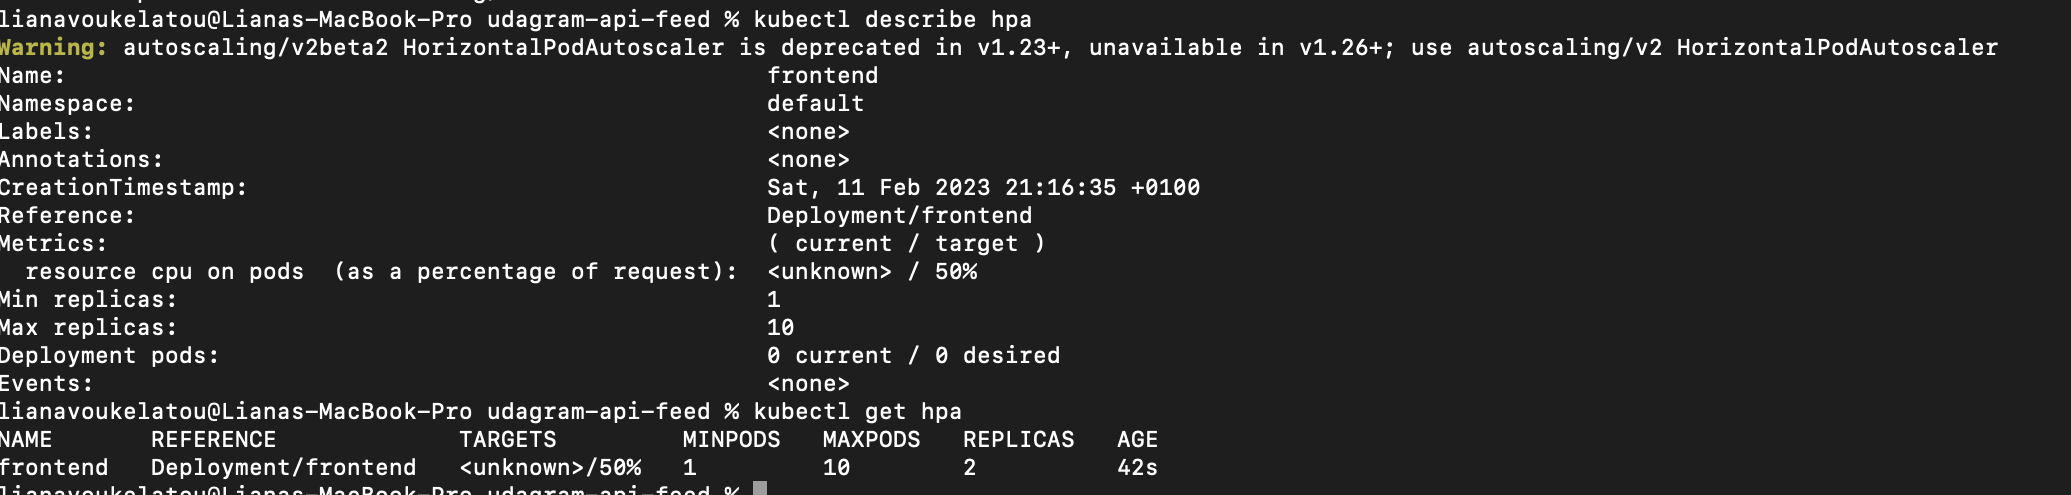 lianavoukelatou@Lianas-MacBook-Pro udagram-api-feed % kubectl describe hpa
Warning: autoscaling/v2beta2 HorizontalPodAutoscaler is deprecated in v1.23+, unavailable in v1.26+; use autoscaling/v2 HorizontalPodAutoscaler
Name: frontend
Namespace: default
Labels: <none>
Annotations: <none>
CreationTimestamp: Sat, 11 Feb 2023 21:16:35 +0100
Reference: Deployment/frontend
Metrics: ( current / target )
resource cpu on pods (as a percentage of request): <unknown> / 50%
Min replicas: 1
Max replicas: 10
Deployment pods: 0 current / 0 desired
Events: <none>
lianavoukelatou@Lianas-MacBook-Pro udagram-api-feed % kubectl get hpa
NAME REFERENCE TARGETS MINPODS MAXPODS REPLICAS AGE
frontend Deployment/frontend <unknown>/50% 1 10 2 42s
lianavoukelatou@Lianas-MacBook-Pro udagram-api-feed %